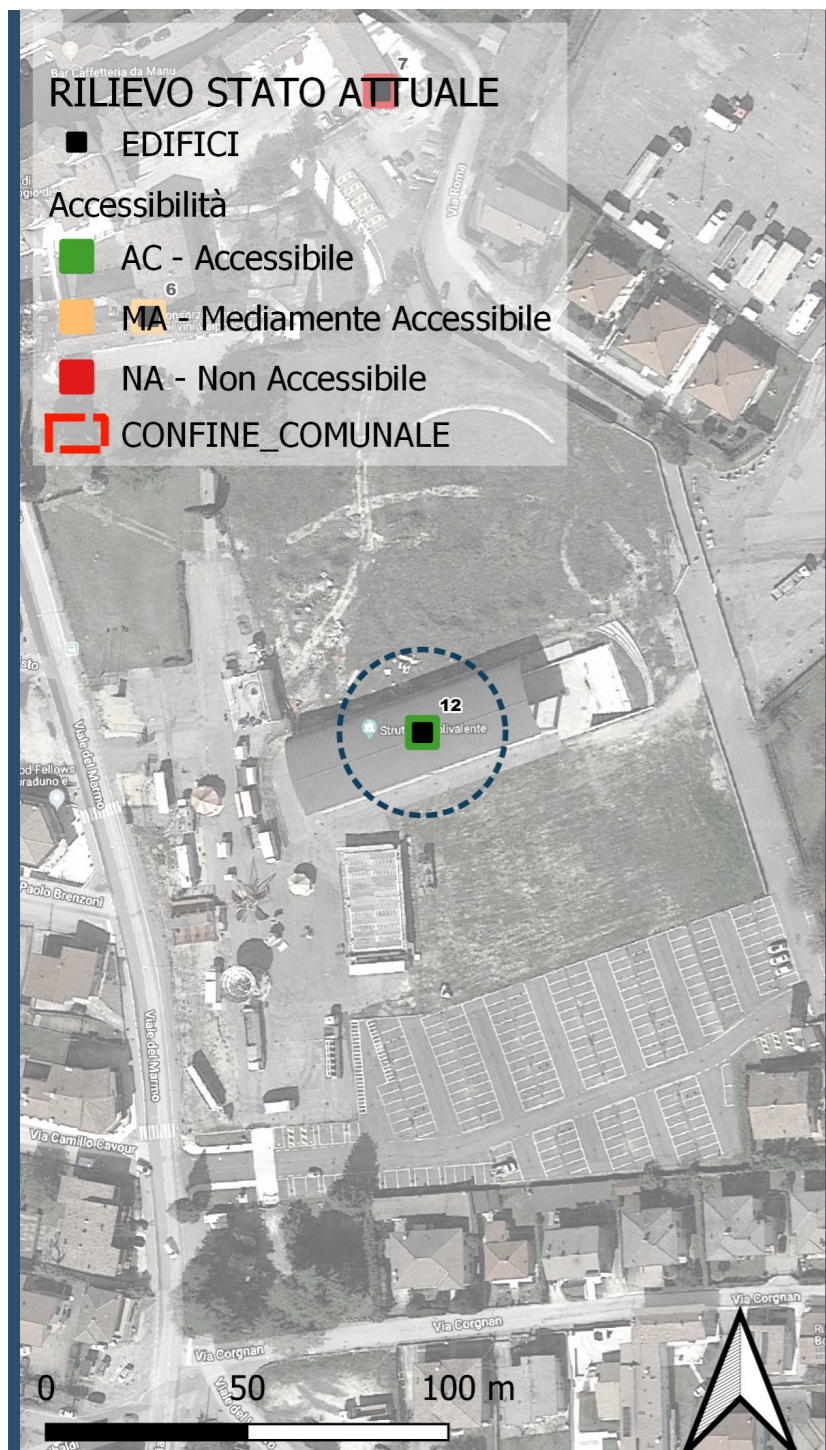 Bar Caffetteria da Manu
7
RILIEVO STATO ATTUALE
EDIFICI
Via Roma
Accessibilità
AC - Accessibile
6
MA - Mediamente Accessibile
NA - Non Accessibile
CONFINE_COMUNALE
12
Viale del Marmo
Paolo Brenzoni
Viale del Marmo
Via Camillo Cavour
Via Corgnan
Via Corgnan
Via Corgnan
0 50 100 m